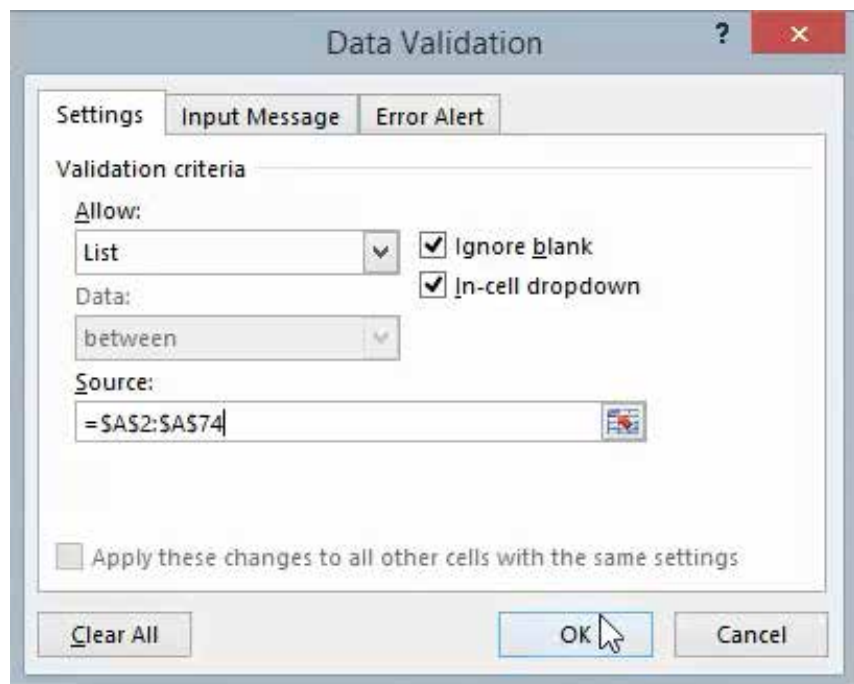 Data Validation
?
Settings
Input Message
Error Alert
Validation criteria
Allow:
List
Ignore blank
In-cell dropdown
Data:
between
Source:
=$A$2:$A$74
Apply these changes to all other cells with the same settings
Clear All
OK
Cancel